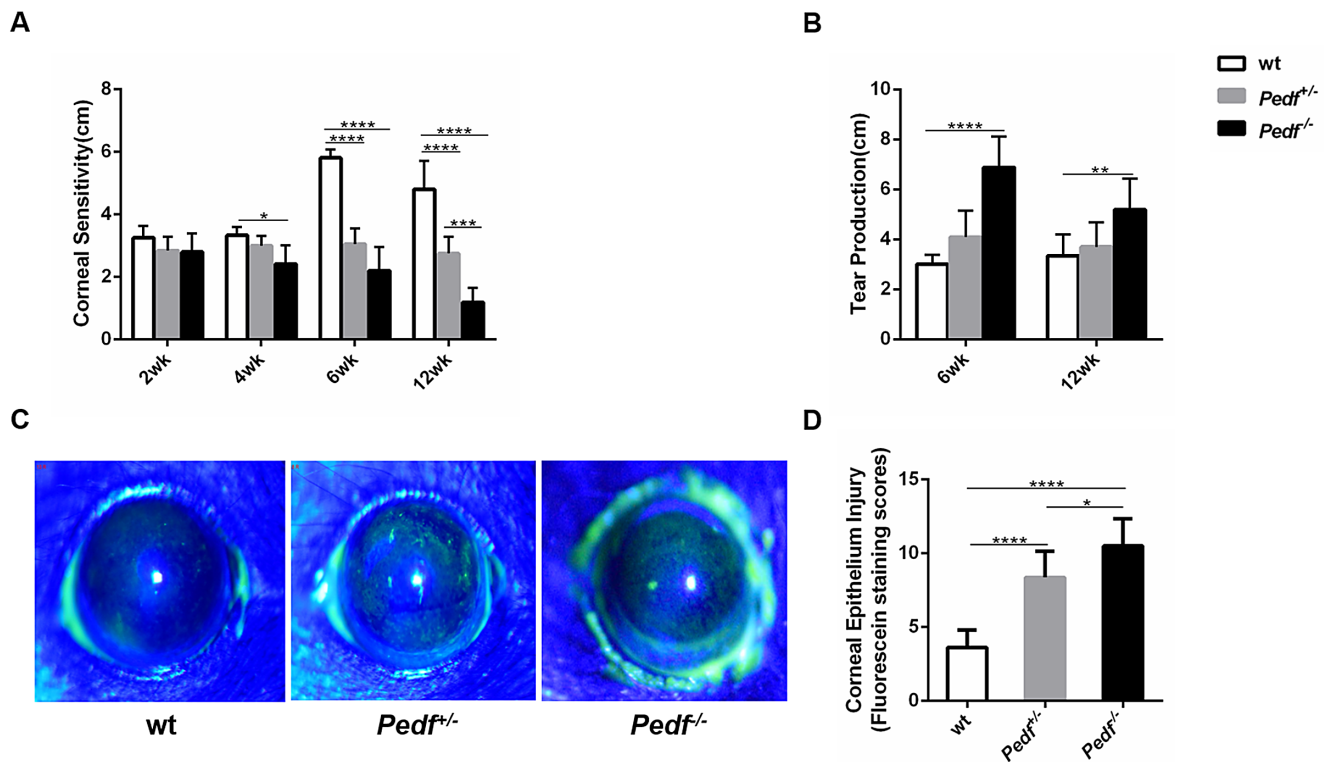 A
B
wt
Pedf+/-
Pedf-/-
Corneal Sensitivity(cm)
8
6
4
2
0
*
****
****
****
****
***
2wk
4wk
6wk
12wk
Tear Production(cm)
10
8
6
4
2
0
****
**
6wk
12wk
C
D
wt
Pedf+/-
Pedf-/-
Corneal Epithelium Injury
(Fluorescein staining scores)
15
10
5
0
****
*
****
wt
Pedf+/-
Pedf-/-